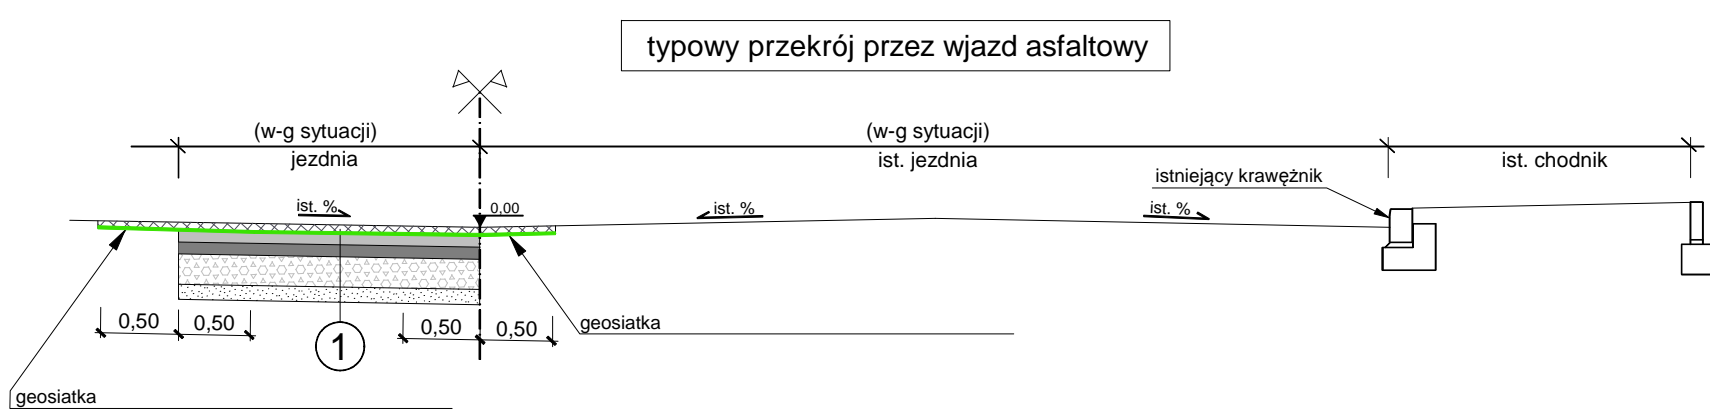 typowy przekrój przez wjazd asfaltowy
(w-g sytuacji)
jezdnia
(w-g sytuacji)
ist. jezdnia
ist. chodnik
istniejący krawężnik
ist. %
0,00
ist. %
ist. %
0,50
0,50
0,50
0,50
1
geosiatka
geosiatka